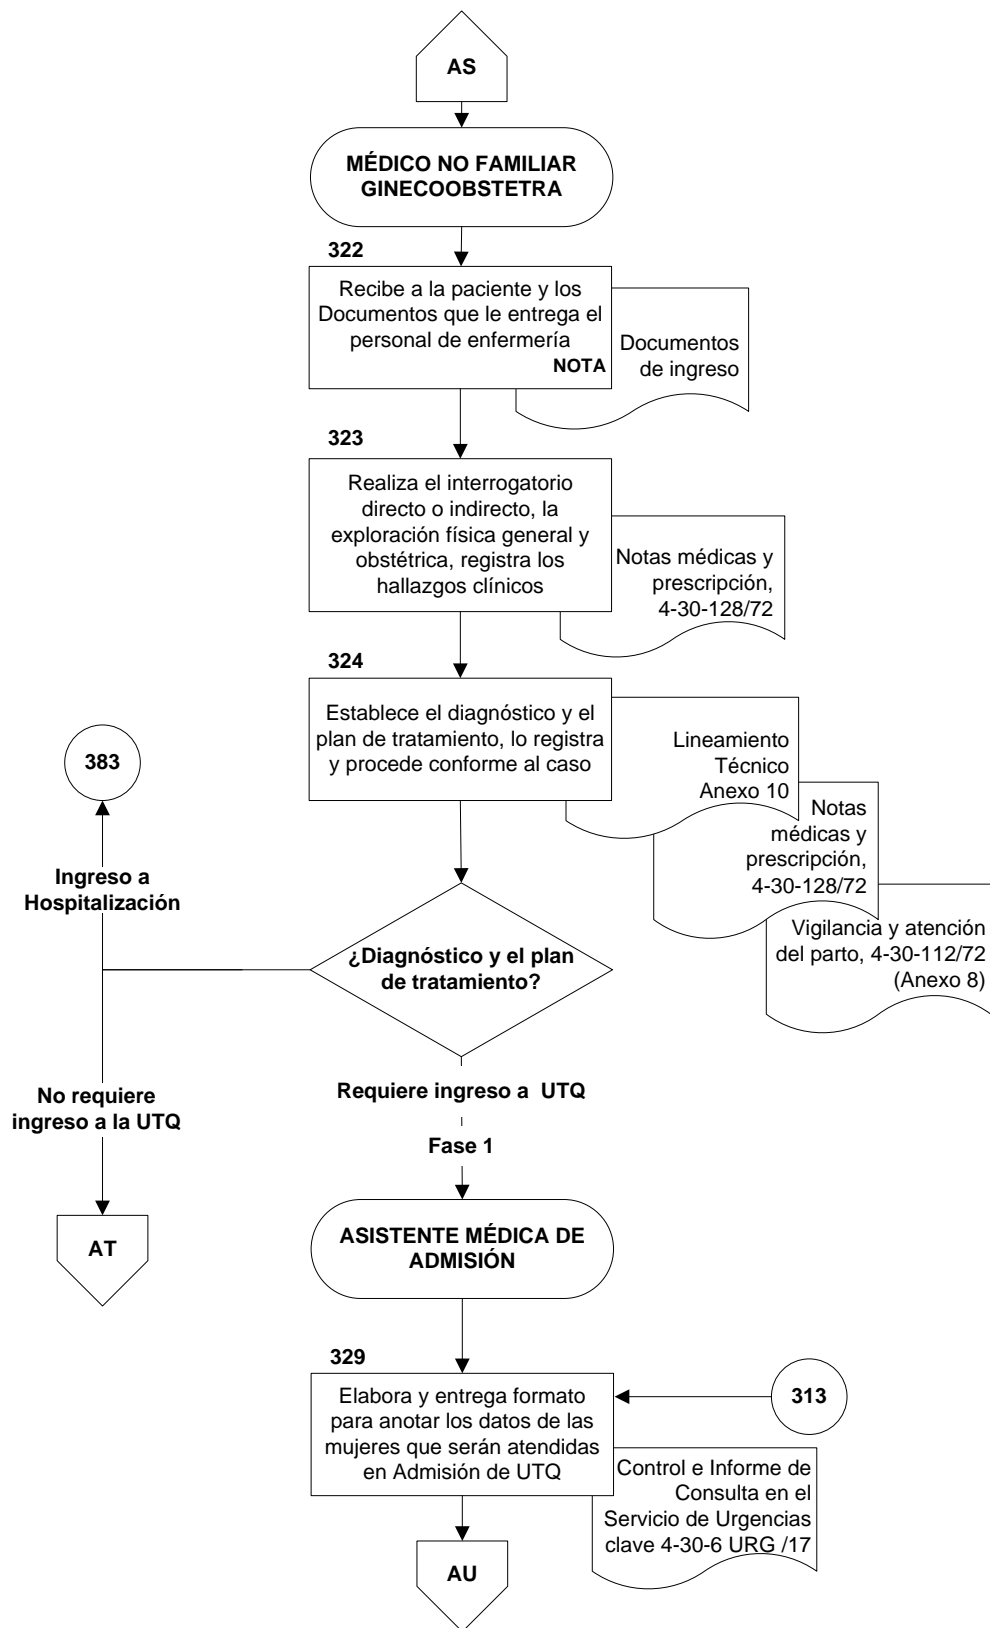 AS
MÉDICO NO FAMILIAR
GINECOOBSTETRA
322
Recibe a la paciente y los
Documentos que le entrega el
personal de enfermería
NOTA
Documentos
de ingreso
323
Realiza el interrogatorio
directo o indirecto, la
exploración física general y
obstétrica, registra los
hallazgos clínicos
Notas médicas y
prescripción,
4-30-128/72
324
Establece el diagnóstico y el
plan de tratamiento, lo registra
y procede conforme al caso
Lineamiento
Técnico
Anexo 10
Notas
médicas y
prescripción,
4-30-128/72
Vigilancia y atención
del parto, 4-30-112/72
(Anexo 8)
383
Ingreso a
Hospitalización
¿Diagnóstico y el plan
de tratamiento?
No requiere
ingreso a la UTQ
AT
Requiere ingreso a UTQ
Fase 1
ASISTENTE MÉDICA DE
ADMISIÓN
329
Elabora y entrega formato
para anotar los datos de las
mujeres que serán atendidas
en Admisión de UTQ
313
Control e Informe de
Consulta en el
Servicio de Urgencias
clave 4-30-6 URG /17
AU